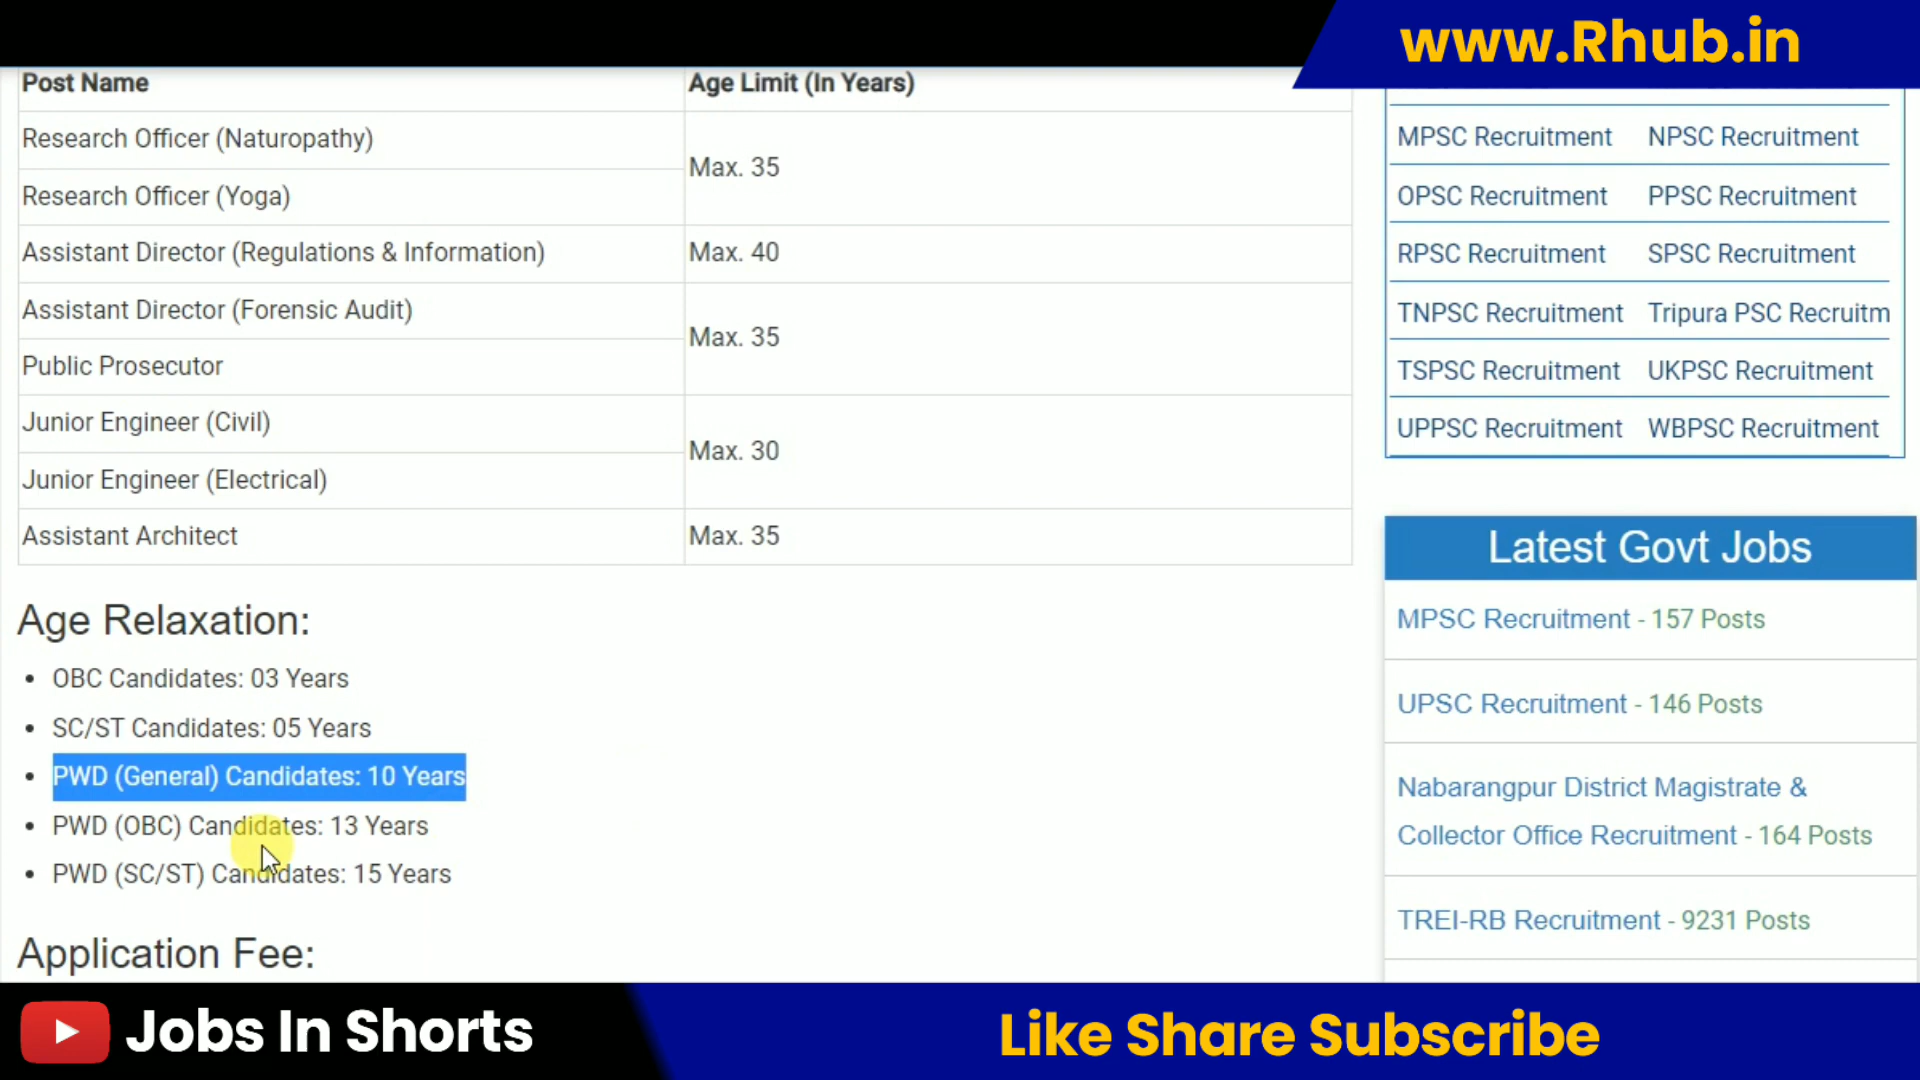 www.Rhub.in
Post Name
Age Limit (In Years)
Research Officer (Naturopathy)
Max. 35
Research Officer (Yoga)
Assistant Director (Regulations & Information)
Max. 40
Assistant Director (Forensic Audit)
Max. 35
Public Prosecutor
Junior Engineer (Civil)
Max. 30
Junior Engineer (Electrical)
Assistant Architect
Max. 35
Age Relaxation:
OBC Candidates: 03 Years
SC/ST Candidates: 05 Years
PWD (General) Candidates: 10 Years
PWD (OBC) Candidates: 13 Years
PWD (SC/ST) Candidates: 15 Years
Application Fee:
MPSC Recruitment NPSC Recruitment
OPSC Recruitment PPSC Recruitment
RPSC Recruitment SPSC Recruitment
TNPSC Recruitment Tripura PSC Recruitm
TSPSC Recruitment UKPSC Recruitment
UPPSC Recruitment WBPSC Recruitment
Latest Govt Jobs
MPSC Recruitment - 157 Posts
UPSC Recruitment - 146 Posts
Nabarangpur District Magistrate &
Collector Office Recruitment - 164 Posts
TREI-RB Recruitment - 9231 Posts
Jobs In Shorts
Like Share Subscribe